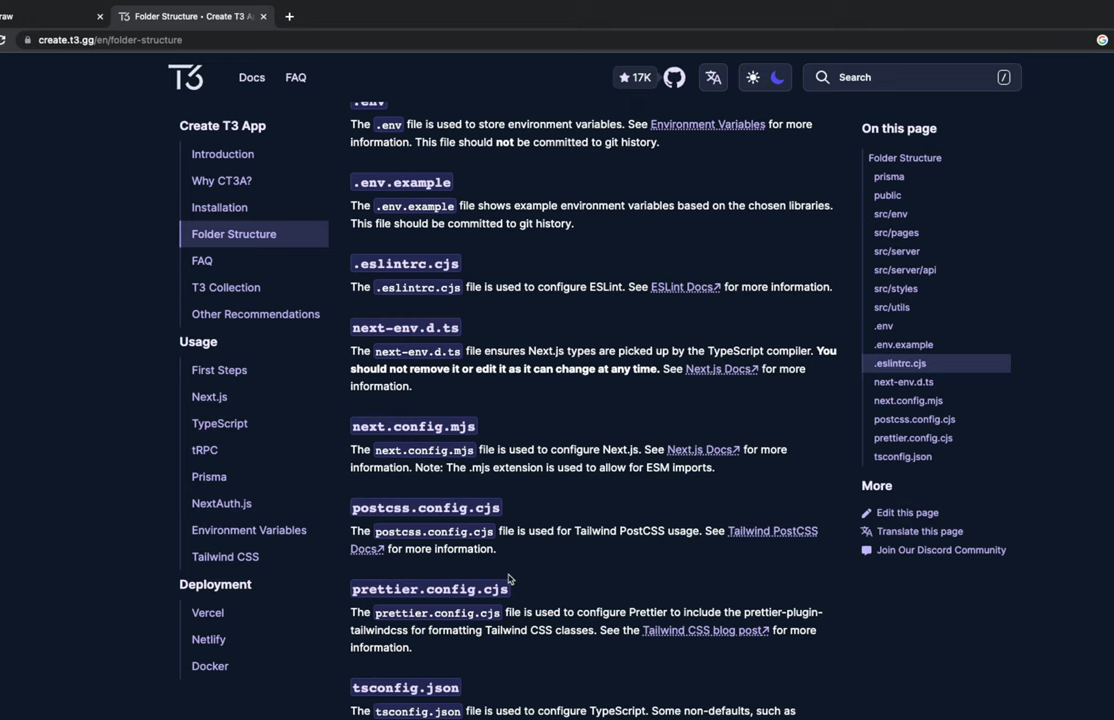 raw
Folder Structure • Create T3 A
create.t3.gg/en/folder-structure
T3
Docs
FAQ
17K
Search
/
Create T3 App
Introduction
Why CT3A?
Installation
Folder Structure
FAQ
T3 Collection
Other Recommendations
Usage
First Steps
Next.js
TypeScript
tRPC
Prisma
NextAuth.js
Environment Variables
Tailwind CSS
Deployment
Vercel
Netlify
Docker
.env
The .env file is used to store environment variables. See Environment Variables for more
information. This file should not be committed to git history.
.env.example
The .env.example file shows example environment variables based on the chosen libraries.
This file should be committed to git history.
.eslintrc.cjs
The .eslintrc.cjs file is used to configure ESLint. See ESLint Docs↗ for more information.
next-env.d.ts
The next-env.d.ts file ensures Next.js types are picked up by the TypeScript compiler. You
should not remove it or edit it as it can change at any time. See Next.js Docs↗ for more
information.
next.config.mjs
The next.config.mjs file is used to configure Next.js. See Next.js Docs↗ for more
information. Note: The .mjs extension is used to allow for ESM imports.
postcss.config.cjs
The postcss.config.cjs file is used for Tailwind PostCSS usage. See Tailwind PostCSS
Docs↗ for more information.
prettier.config.cjs
The prettier.config.cjs file is used to configure Prettier to include the prettier-plugin-
tailwindcss for formatting Tailwind CSS classes. See the Tailwind CSS blog post↗ for more
information.
tsconfig.json
The tsconfig.json file is used to configure TypeScript. Some non-defaults, such as
On this page
Folder Structure
prisma
public
src/env
src/pages
src/server
src/server/api
src/styles
src/utils
.env
.env.example
.eslintrc.cjs
next-env.d.ts
next.config.mjs
postcss.config.cjs
prettier.config.cjs
tsconfig.json
More
Edit this page
Translate this page
Join Our Discord Community